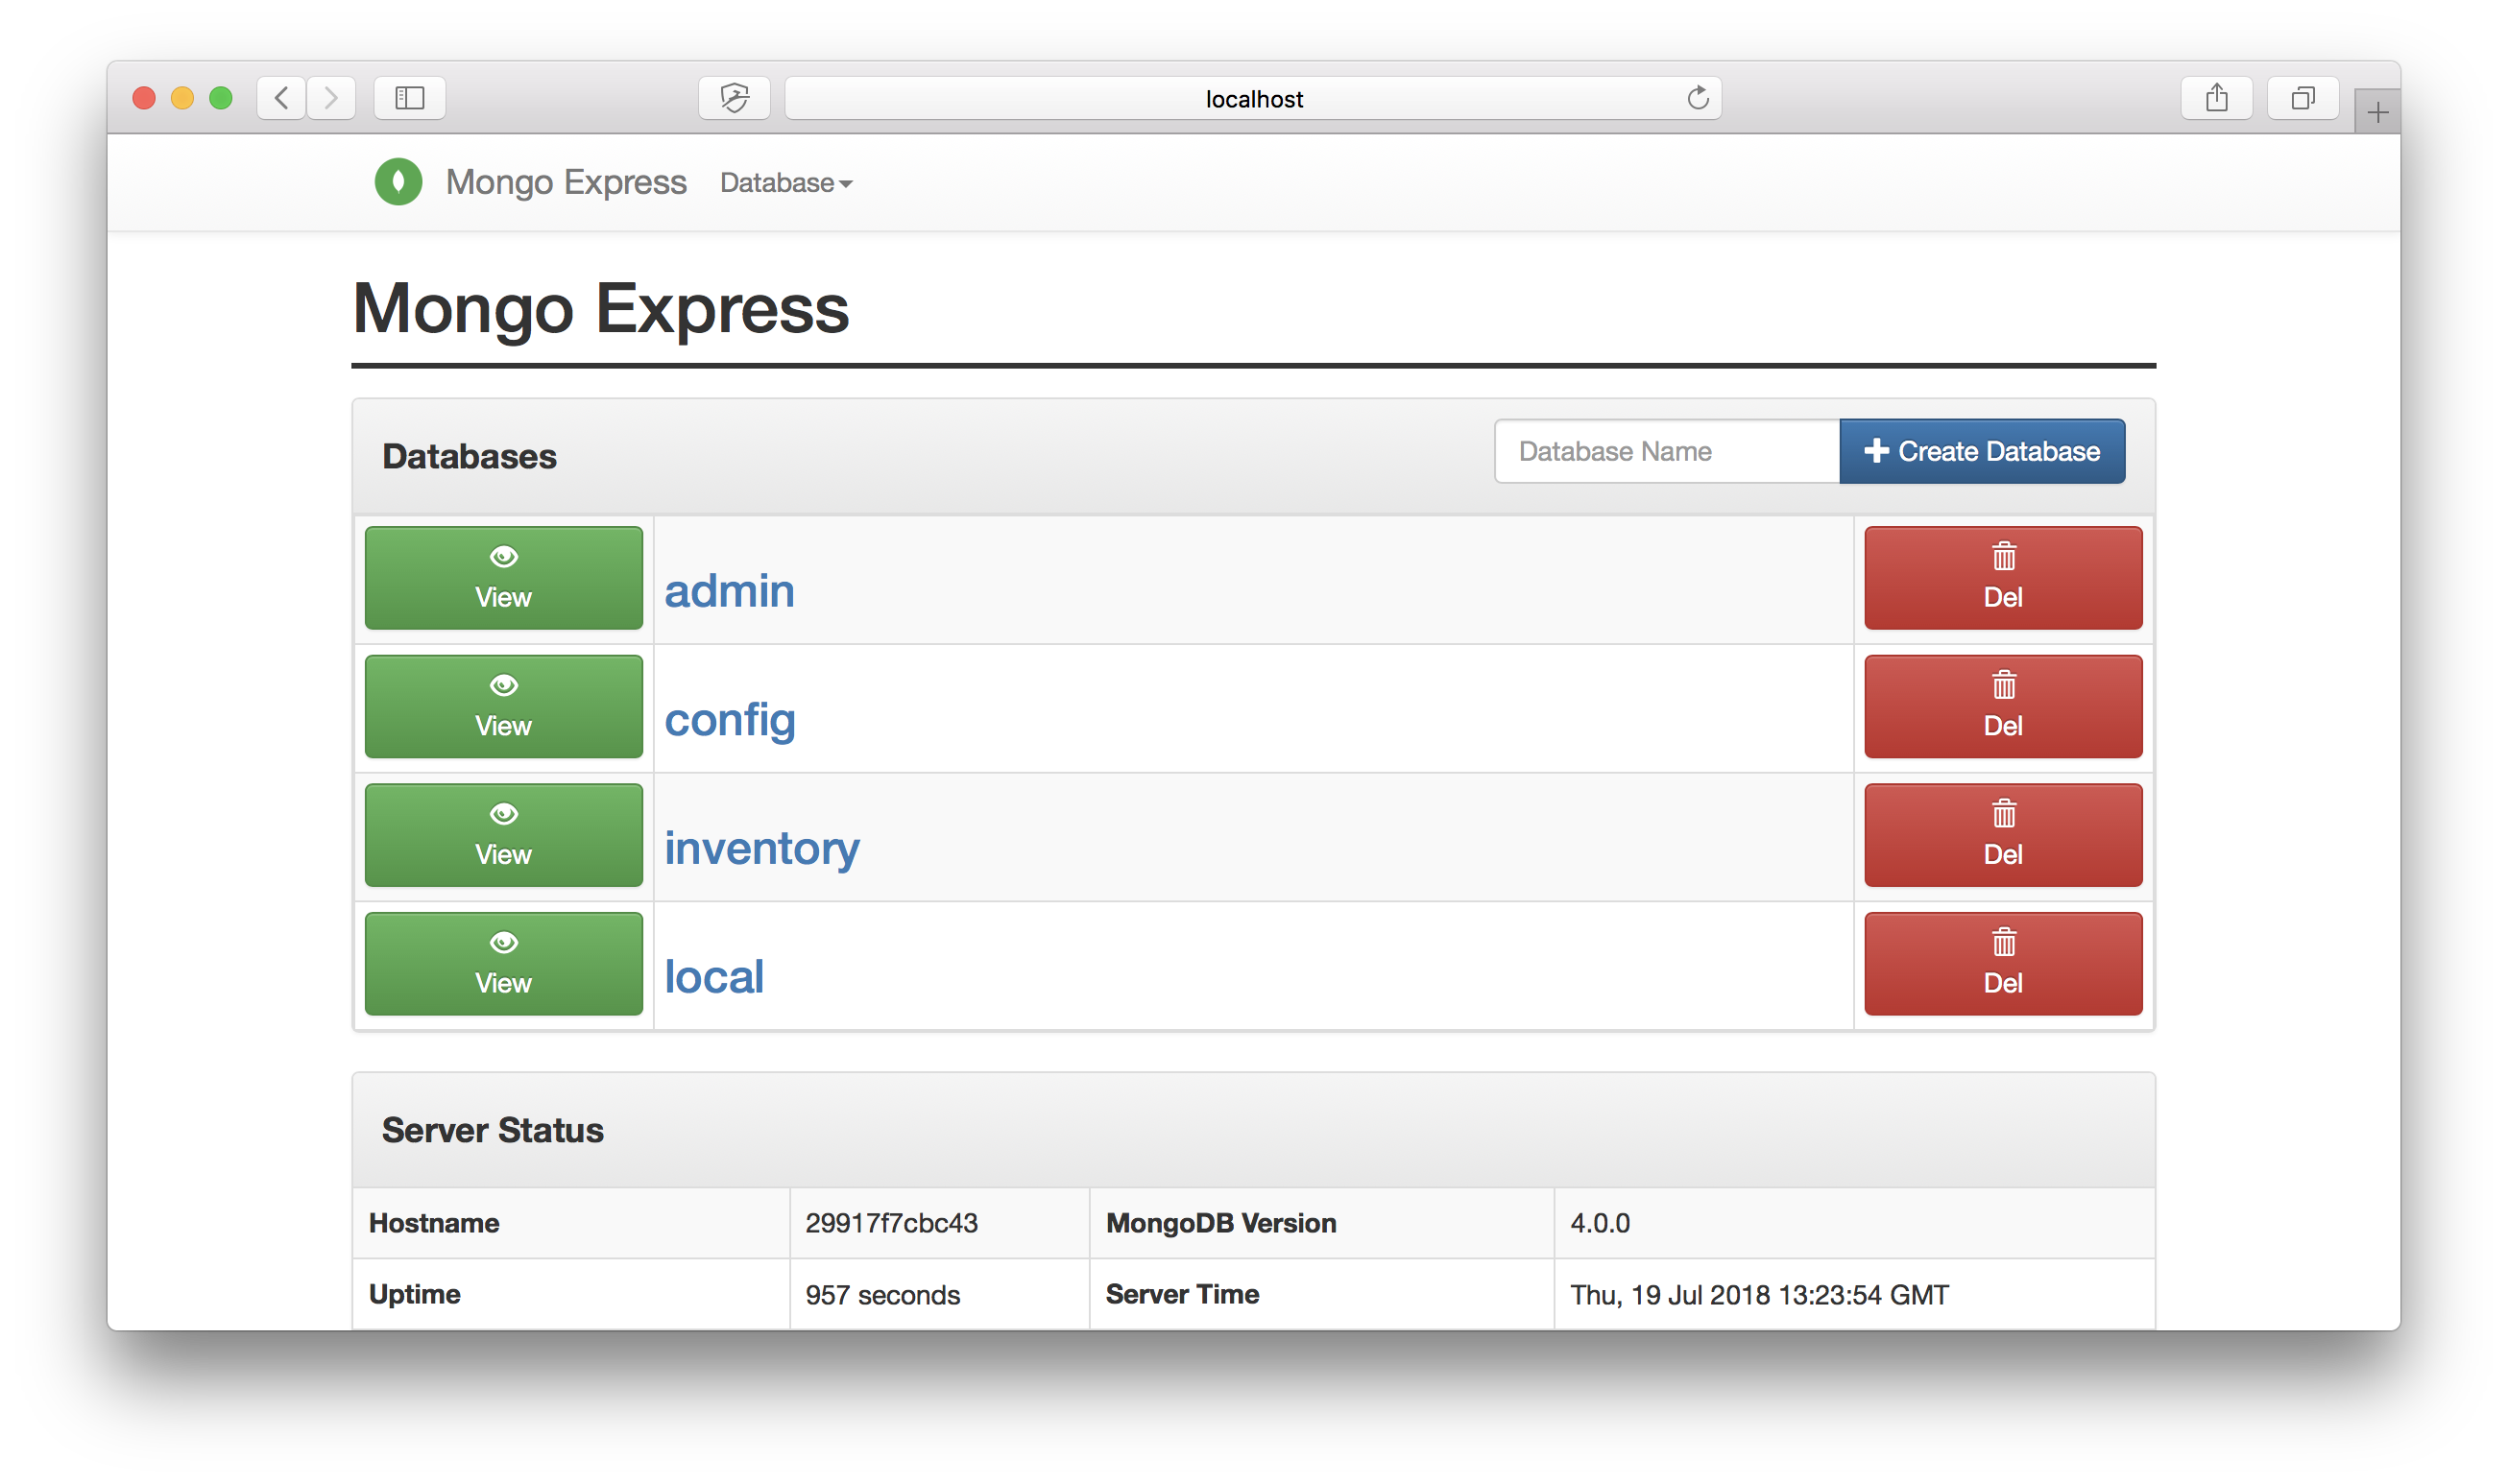 localhost
Mongo Express Database
Mongo Express
Databases Database Name Create Database
View admin Del
View config Del
View inventory Del
View local Del
Server Status
Hostname 29917f7cbc43 MongoDB Version 4.0.0
Uptime 957 seconds Server Time Thu, 19 Jul 2018 13:23:54 GMT